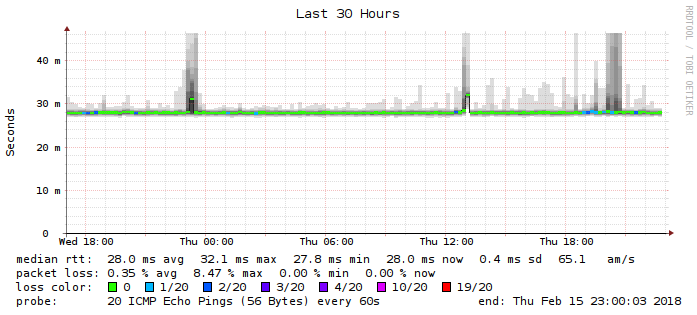 Last 30 Hours
RRDTOOL / TOBI OETIKER
Seconds
40 m
30 m
20 m
10 m
0
Wed 18:00 Thu 00:00 Thu 06:00 Thu 12:00 Thu 18:00
median rtt: 28.0 ms avg 32.1 ms max 27.8 ms min 28.0 ms now 0.4 ms sd 65.1 am/s
packet loss: 0.35 % avg 8.47 % max 0.00 % min 0.00 % now
loss color: 0 1/20 2/20 3/20 4/20 10/20 19/20
probe: 20 ICMP Echo Pings (56 Bytes) every 60s end: Thu Feb 15 23:00:03 2018